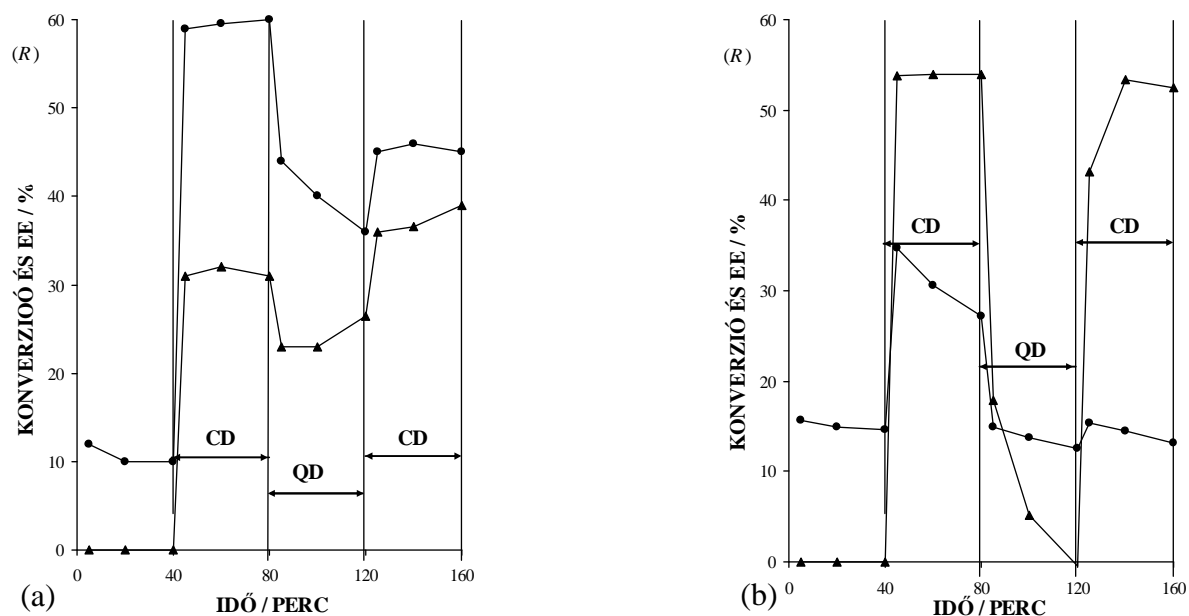 60
(R)
50
40
30
20
10
0
KONVERZIOÓ ÉS EE / %
CD
QD
CD
0 40 80 120 160
IDŐ / PERC
(a)
60
(R)
50
40
30
20
10
0
KONVERZIÓ ÉS EE / %
CD
CD
QD
0 40 80 120 160
IDŐ / PERC
(b)